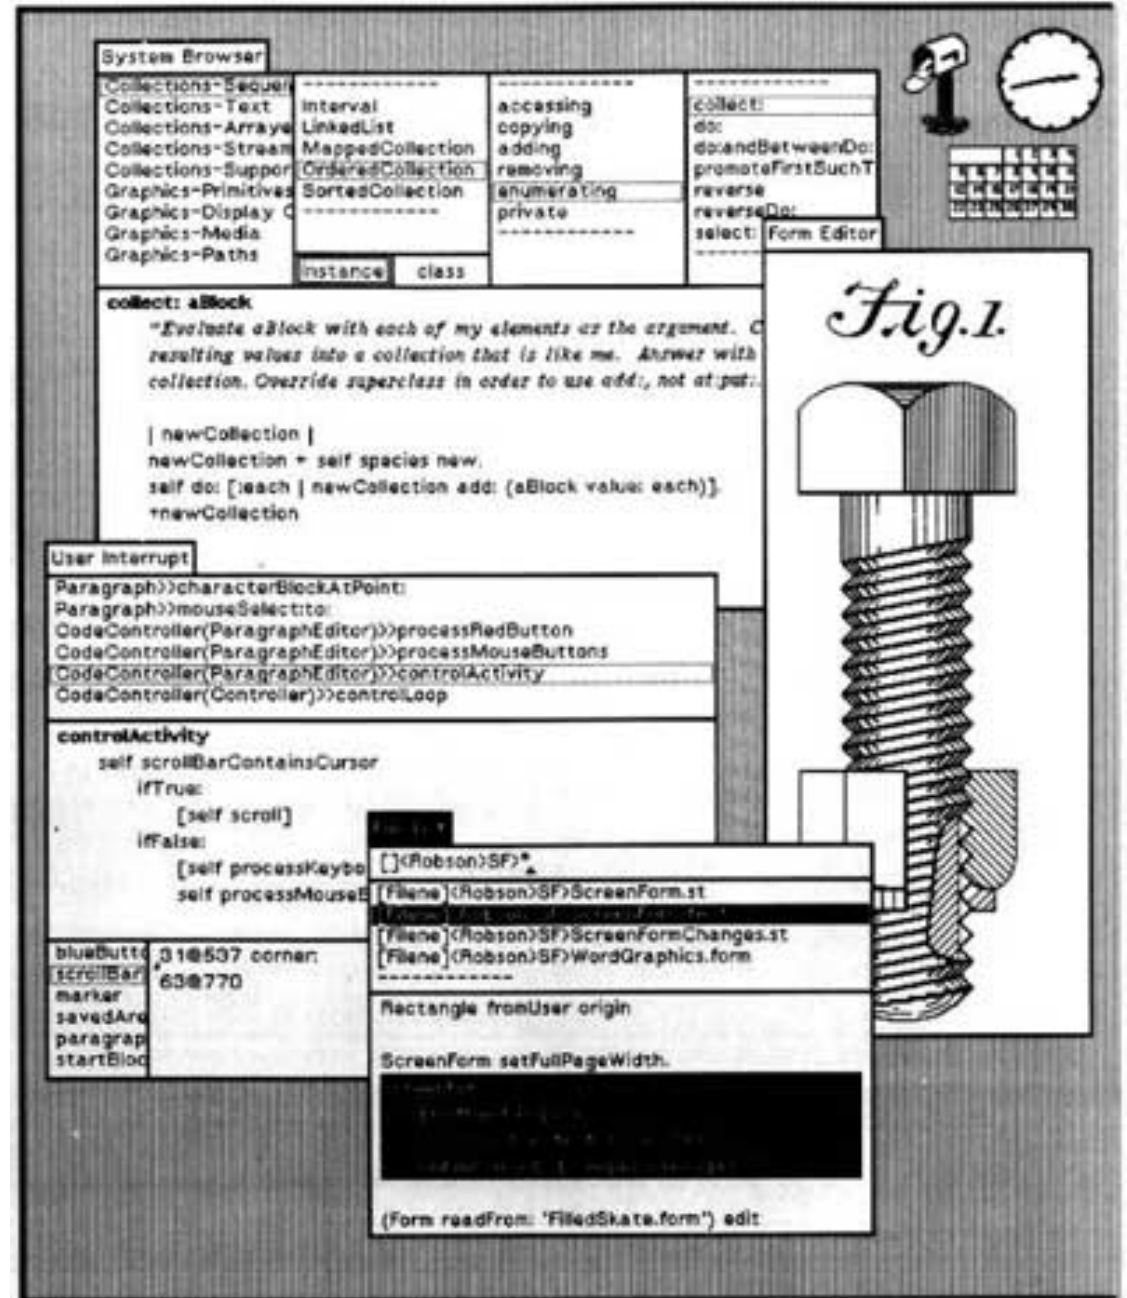 System Browser
Collections-Sequen
Collections-Text
Collections-Arraye
Collections-Stream
Collections-Suppor
Graphics-Primitives
Graphics-Display
Graphics-Media
Graphics-Paths
------------
Interval
LinkedList
MappedCollection
OrderedCollection
SortedCollection
------------
instance
class
------------
accessing
copying
adding
removing
enumerating
private
------------
------------
collect:
do:
do:andBetweenDo:
promoteFirstSuchT
reverse
reverseDo:
select:
collect: aBlock
"Evaluate aBlock with each of my elements as the argument. C
resulting values into a collection that is like me. Answer with
collection. Override superclass in order to use add:, not at:put:.
| newCollection |
newCollection ← self species new.
self do: [:each | newCollection add: (aBlock value: each)].
↑newCollection
Form Editor
Fig.1.
User Interrupt
Paragraph>>characterBlockAtPoint:
Paragraph>>mouseSelect:to:
CodeController(ParagraphEditor)>>processRedButton
CodeController(ParagraphEditor)>>processMouseButtons
CodeController(ParagraphEditor)>>controlActivity
CodeController(Controller)>>controlLoop
controlActivity
self scrollBarContainsCursor
ifTrue:
[self scroll]
ifFalse:
[self processKeybo
self processMouseB
blueButto
scrollBar
marker
savedAre
paragrap
startBloc
31@537 corner:
63@770
[]<Robson>SF>*
[Filene]<Robson>SF>ScreenForm.st
[Filene]<Robson>SF>ScreenFormChanges.st
[Filene]<Robson>SF>WordGraphics.form
------------
Rectangle fromUser origin
ScreenForm setFullPageWidth.
(Form readFrom: 'FilledSkate.form') edit